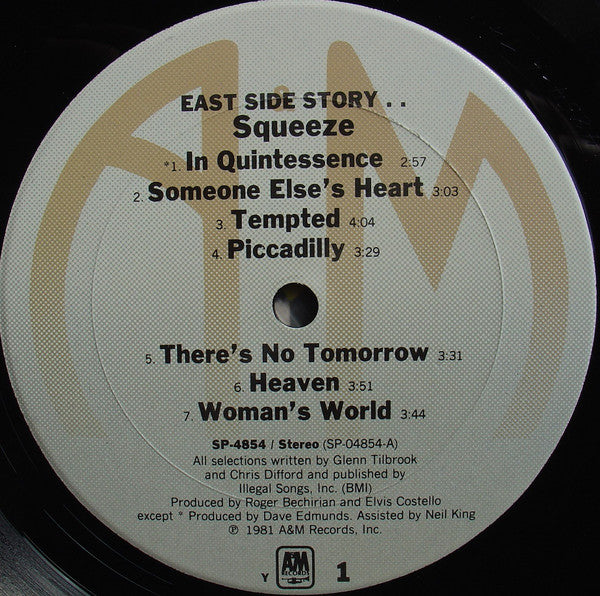 EAST SIDE STORY . .
Squeeze
*1. In Quintessence 2:57
2. Someone Else's Heart 3:03
3. Tempted 4:04
4. Piccadilly 3:29
5. There's No Tomorrow 3:31
6. Heaven 3:51
7. Woman's World 3:44
SP-4854 / Stereo (SP-04854-A)
All selections written by Glenn Tilbrook
and Chris Difford and published by
Illegal Songs, Inc. (BMI)
Produced by Roger Bechirian and Elvis Costello
except * Produced by Dave Edmunds. Assisted by Neil King
℗ 1981 A&M Records, Inc.
Y A&M RECORDS 1